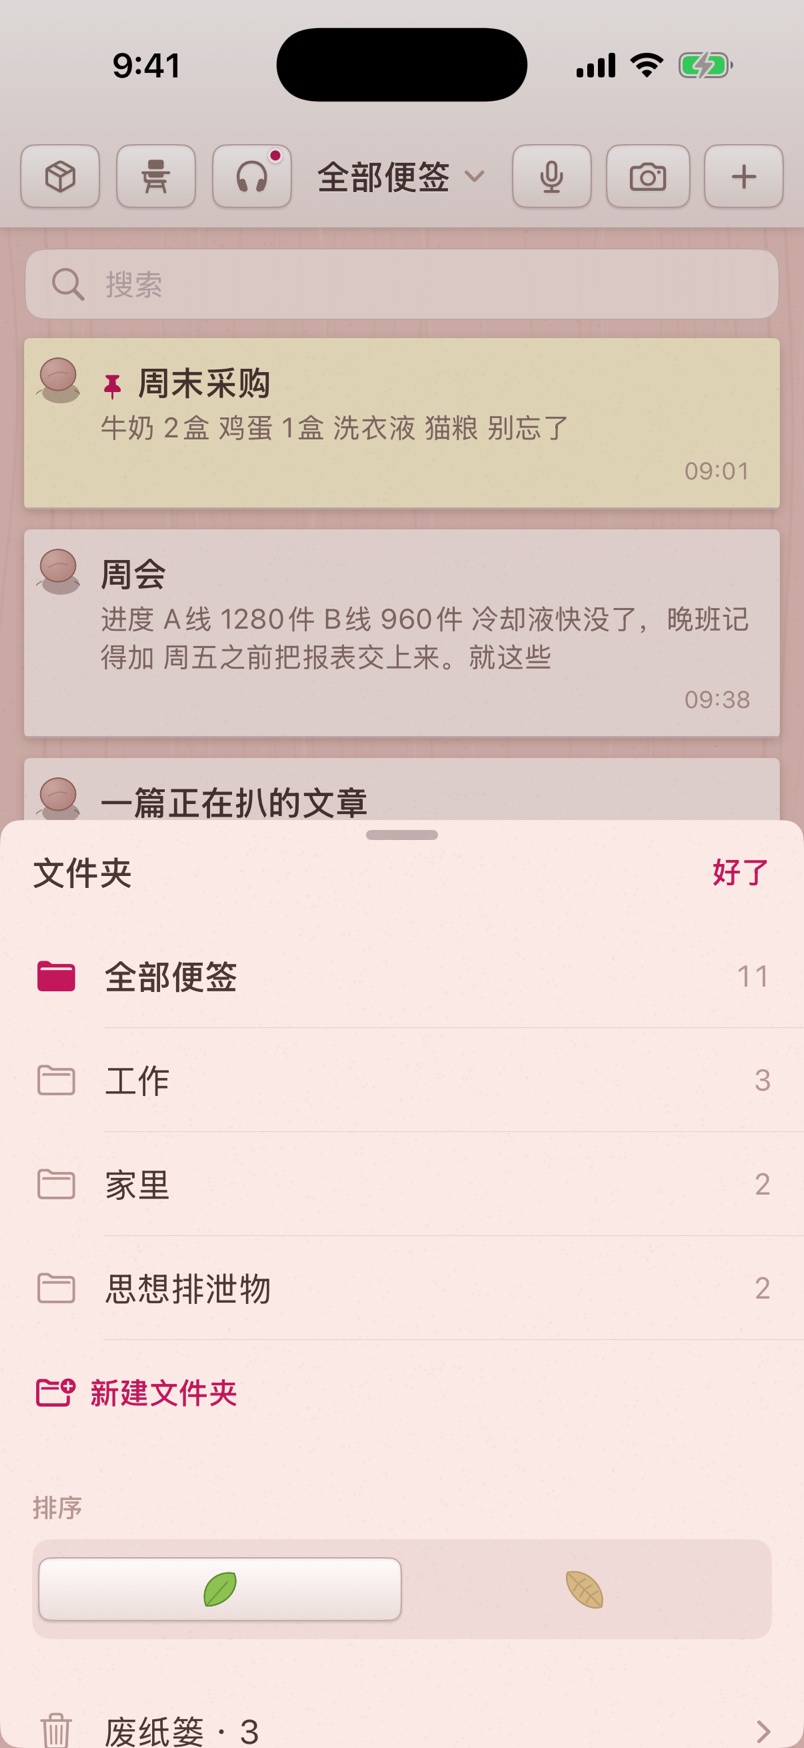 9:41
全部便签
搜索
周末采购
牛奶 2盒 鸡蛋 1盒 洗衣液 猫粮 别忘了
09:01
周会
进度 A线 1280件 B线 960件 冷却液快没了，晚班记
得加 周五之前把报表交上来。就这些
09:38
一篇正在扒的文章
文件夹
好了
全部便签
11
工作
3
家里
2
思想排泄物
2
新建文件夹
排序
废纸篓 · 3